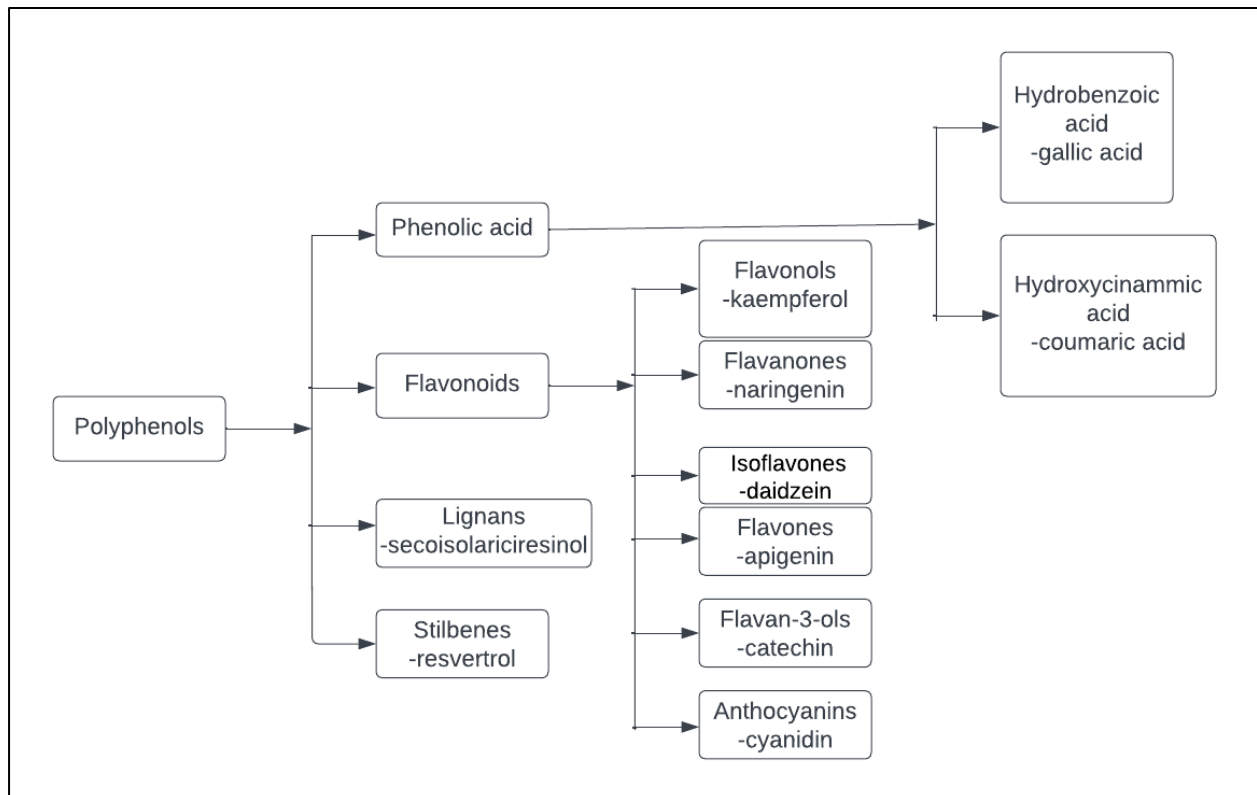 Polyphenols
Phenolic acid
Flavonoids
Lignans
-secoisolariciresinol
Stilbenes
-resvertrol
Flavonols
-kaempferol
Flavanones
-naringenin
Isoflavones
-daidzein
Flavones
-apigenin
Flavan-3-ols
-catechin
Anthocyanins
-cyanidin
Hydrobenzoic
acid
-gallic acid
Hydroxycinammic
acid
-coumaric acid